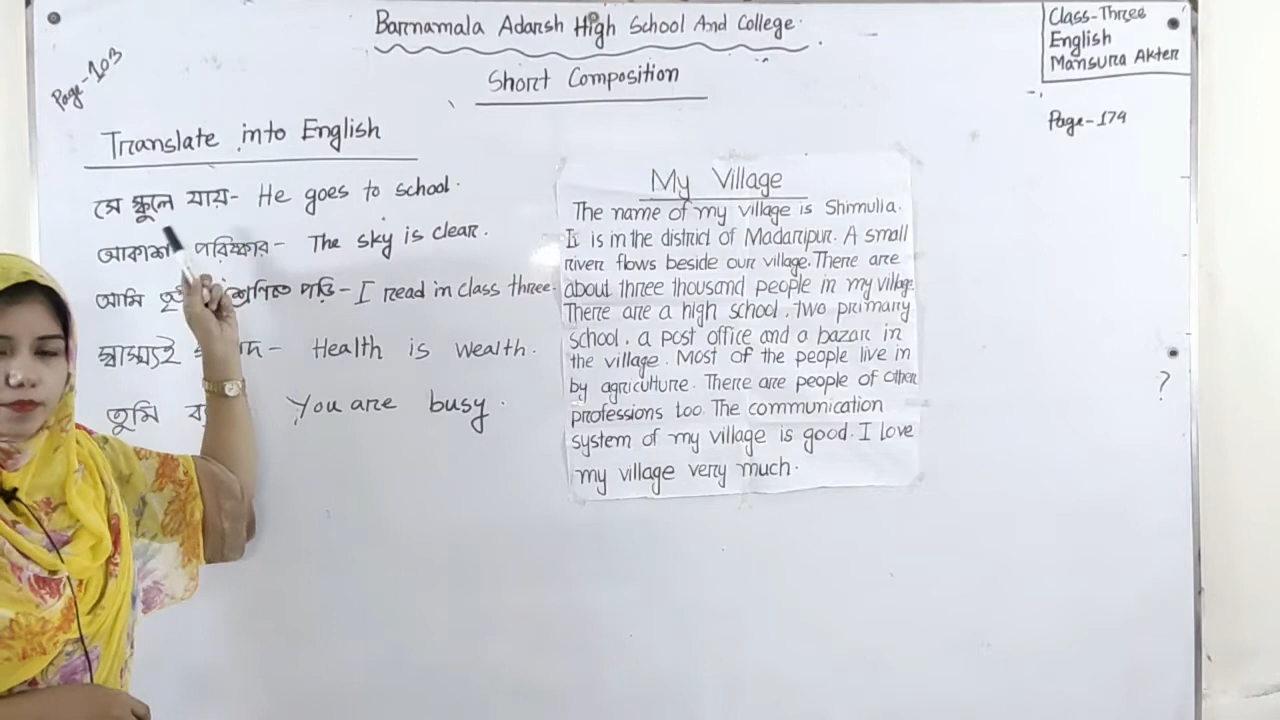 Barnamala Adarsh High School And College.
Short Composition
Class-Three
English
Mansura Akter
Page-103
Page-174
Translate into English
সে স্কুলে যায়- He goes to school.
আকাশ পরিষ্কার- The sky is clear.
আমি শ্রেণিতে পড়ি- I read in class three.
স্বাস্থ্যই - Health is wealth.
তুমি You are busy.
My Village
The name of my village is Shimulia.
It is in the district of Madaripur. A small
river flows beside our village. There are
about three thousand people in my village.
There are a high school, two primary
school, a post office and a bazar in
the village. Most of the people live in
by agriculture. There are people of other
professions too. The communication
system of my village is good. I love
my village very much.
?